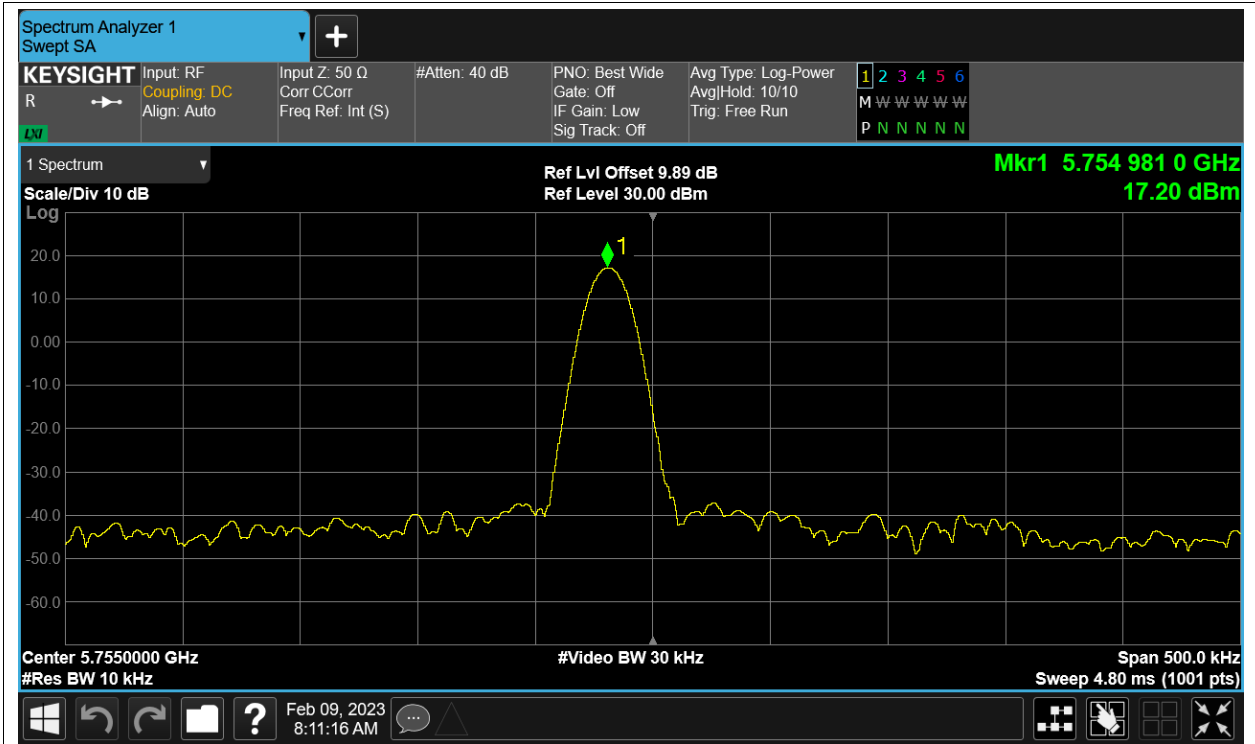 Spectrum Analyzer 1
Swept SA
KEYSIGHT
R
LXI
Input: RF
Coupling: DC
Align: Auto
Input Z: 50 Ω
Corr CCorr
Freq Ref: Int (S)
#Atten: 40 dB
PNO: Best Wide
Gate: Off
IF Gain: Low
Sig Track: Off
Avg Type: Log-Power
Avg|Hold: 10/10
Trig: Free Run
1 2 3 4 5 6
M W W W W W
P N N N N N
1 Spectrum
Scale/Div 10 dB
Log
Ref Lvl Offset 9.89 dB
Ref Level 30.00 dBm
Mkr1 5.754 981 0 GHz
17.20 dBm
1
20.0
10.0
0.00
-10.0
-20.0
-30.0
-40.0
-50.0
-60.0
Center 5.7550000 GHz
#Res BW 10 kHz
#Video BW 30 kHz
Span 500.0 kHz
Sweep 4.80 ms (1001 pts)
?
Feb 09, 2023
8:11:16 AM